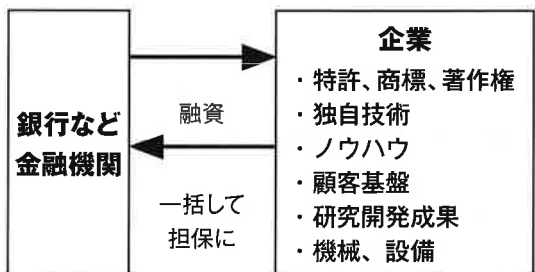 銀行など
金融機関
融資
一括して
担保に
企業
・特許、商標、著作権
・独自技術
・ノウハウ
・顧客基盤
・研究開発成果
・機械、設備